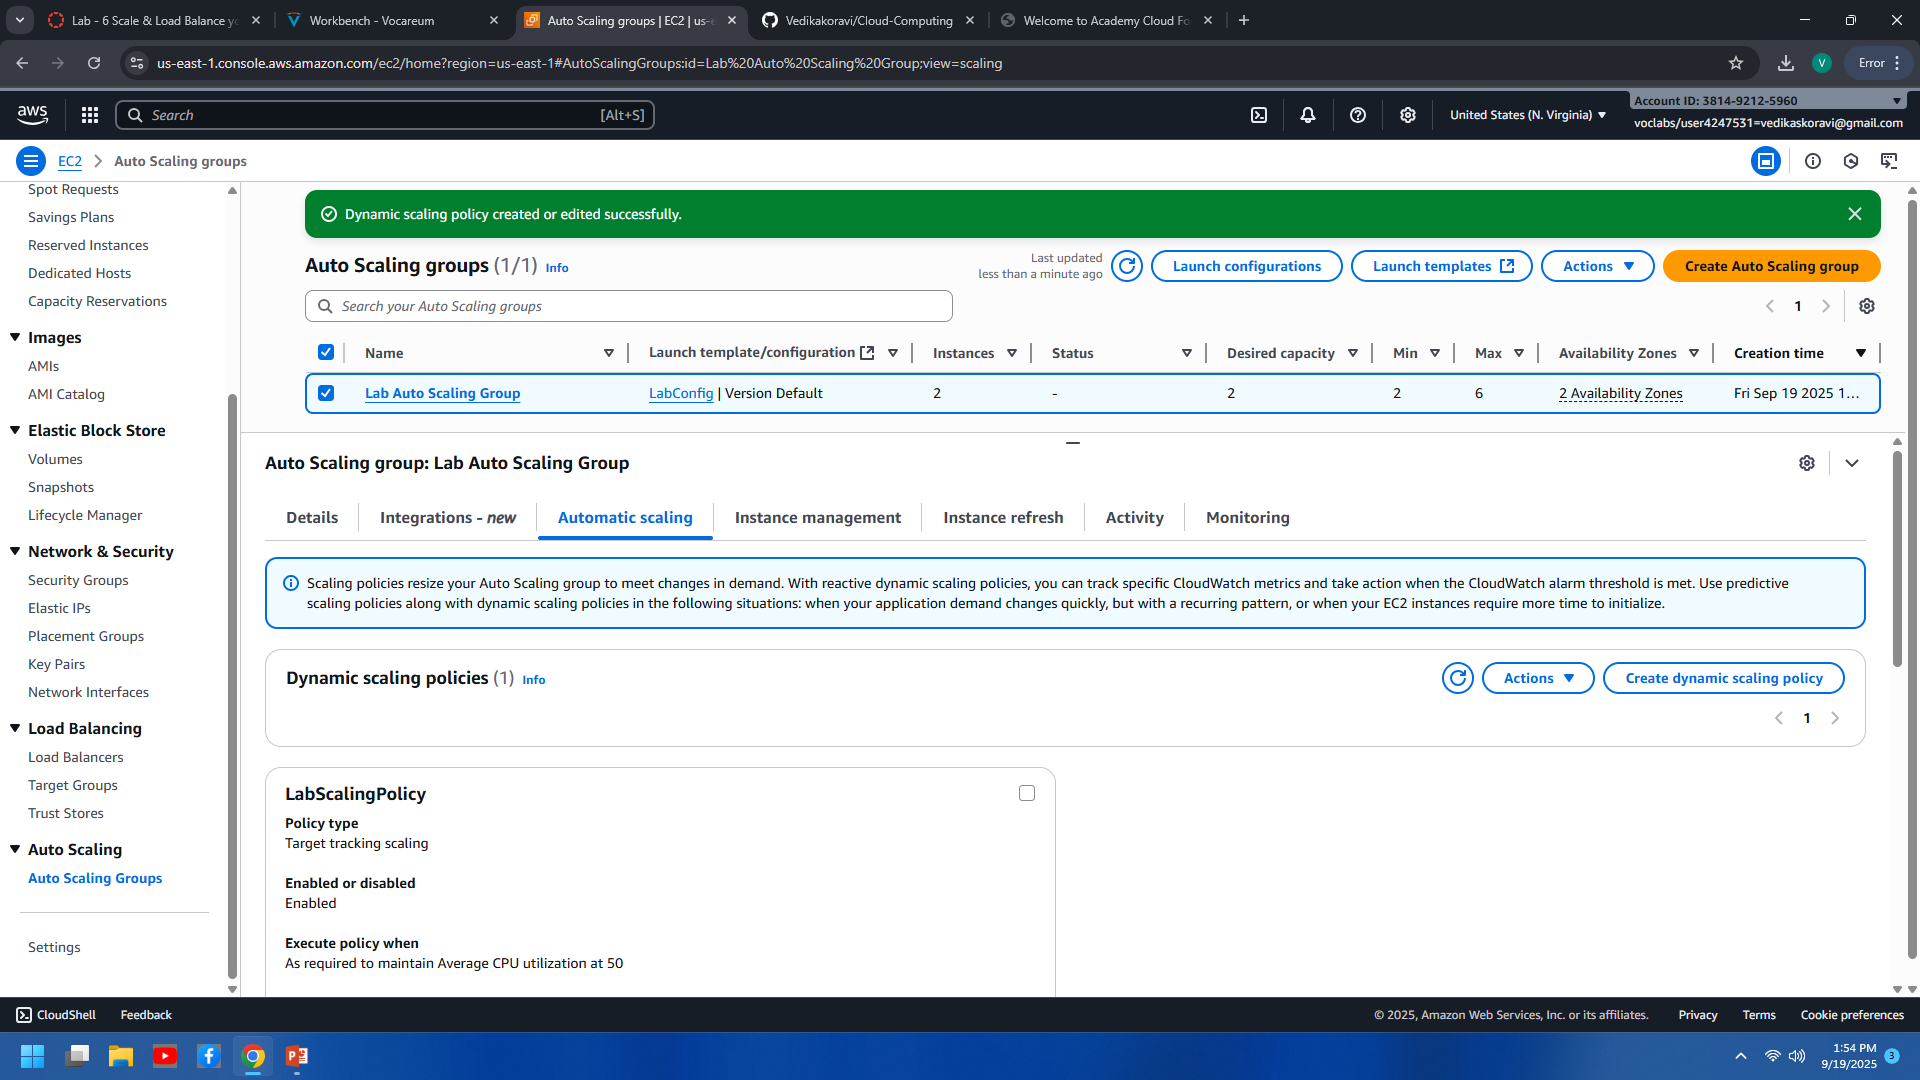 Lab - 6 Scale & Load Balance yo
Workbench - Vocareum
Auto Scaling groups | EC2 | us-e
Vedikakoravi/Cloud-Computing
Welcome to Academy Cloud Fo
us-east-1.console.aws.amazon.com/ec2/home?region=us-east-1#AutoScalingGroups:id=Lab%20Auto%20Scaling%20Group;view=scaling
V
Error
aws
Search
[Alt+S]
United States (N. Virginia)
Account ID: 3814-9212-5960
voclabs/user4247531=vedikaskoravi@gmail.com
EC2
Auto Scaling groups
Spot Requests
Savings Plans
Reserved Instances
Dedicated Hosts
Capacity Reservations
Images
AMIs
AMI Catalog
Elastic Block Store
Volumes
Snapshots
Lifecycle Manager
Network & Security
Security Groups
Elastic IPs
Placement Groups
Key Pairs
Network Interfaces
Load Balancing
Load Balancers
Target Groups
Trust Stores
Auto Scaling
Auto Scaling Groups
Settings
Dynamic scaling policy created or edited successfully.
Auto Scaling groups (1/1) Info
Last updated
less than a minute ago
Launch configurations
Launch templates
Actions
Create Auto Scaling group
Search your Auto Scaling groups
1
Name
Launch template/configuration
Instances
Status
Desired capacity
Min
Max
Availability Zones
Creation time
Lab Auto Scaling Group
LabConfig | Version Default
2
-
2
2
6
2 Availability Zones
Fri Sep 19 2025 1...
Auto Scaling group: Lab Auto Scaling Group
Details
Integrations - new
Automatic scaling
Instance management
Instance refresh
Activity
Monitoring
Scaling policies resize your Auto Scaling group to meet changes in demand. With reactive dynamic scaling policies, you can track specific CloudWatch metrics and take action when the CloudWatch alarm threshold is met. Use predictive
scaling policies along with dynamic scaling policies in the following situations: when your application demand changes quickly, but with a recurring pattern, or when your EC2 instances require more time to initialize.
Dynamic scaling policies (1) Info
Actions
Create dynamic scaling policy
1
LabScalingPolicy
Policy type
Target tracking scaling
Enabled or disabled
Enabled
Execute policy when
As required to maintain Average CPU utilization at 50
CloudShell
Feedback
© 2025, Amazon Web Services, Inc. or its affiliates.
Privacy
Terms
Cookie preferences
1:54 PM
9/19/2025
3